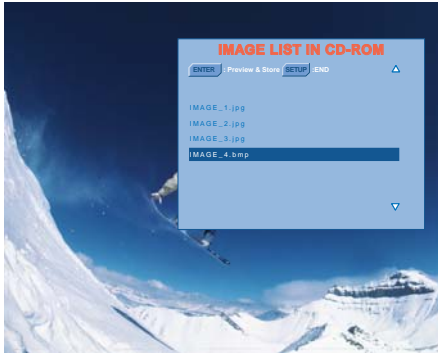 IMAGE LIST IN CD-ROM
ENTER : Preview & Store SETUP :END
IMAGE_1.jpg
IMAGE_2.jpg
IMAGE_3.jpg
IMAGE_4.bmp